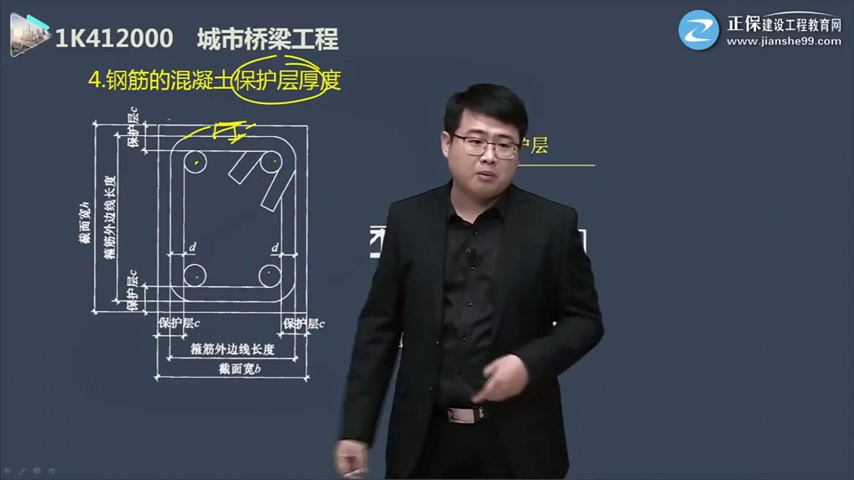 1K412000 城市桥梁工程
正保建设工程教育网
www.jianshe99.com
4.钢筋的混凝土保护层厚度
保护层c
护层
截面宽h
箍筋外边线长度
d
d
保护层c
保护层c
保护层c
箍筋外边线长度
截面宽b